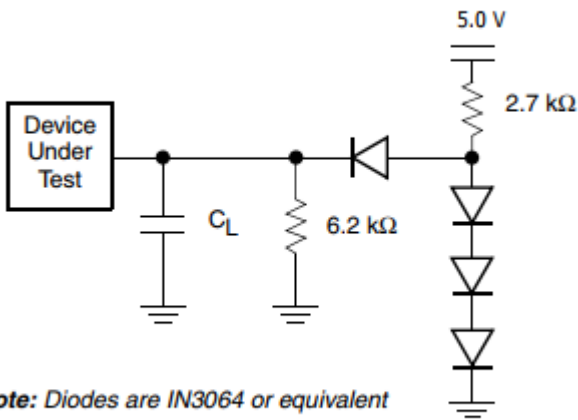 5.0 V
2.7 kΩ
Device
Under
Test
CL
6.2 kΩ
ote: Diodes are IN3064 or equivalent